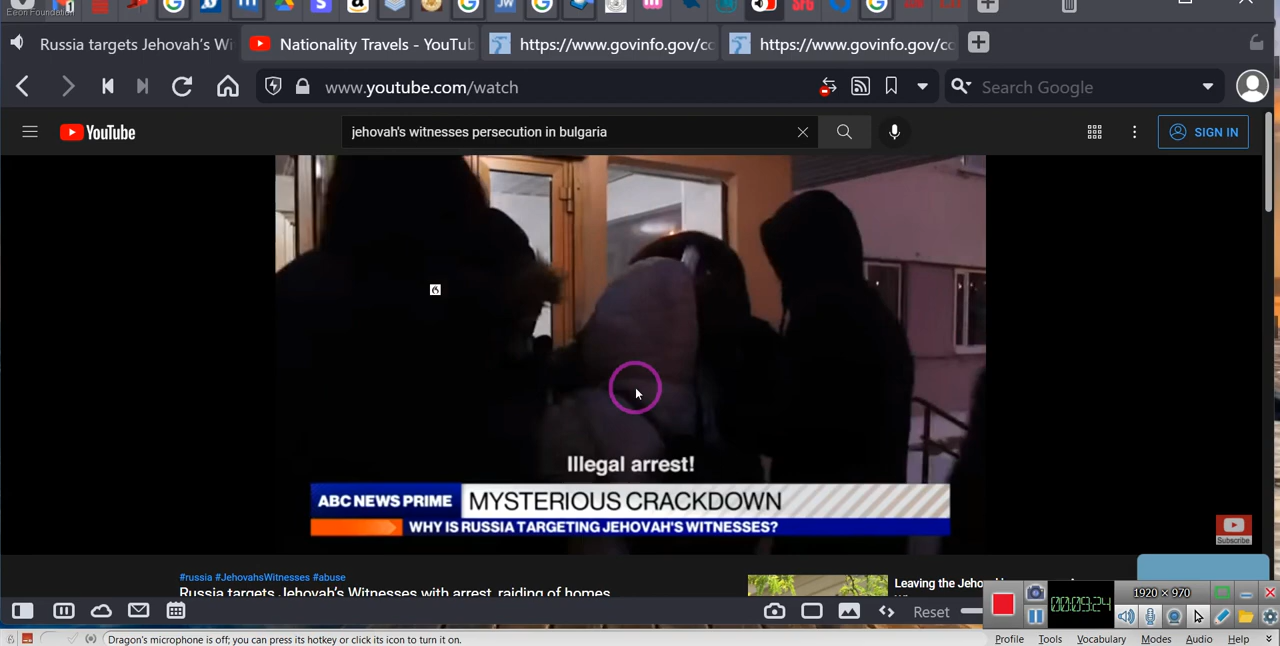 Eeon Foundation
Russia targets Jehovah's Wi
Nationality Travels - YouTub
https://www.govinfo.gov/cc
https://www.govinfo.gov/cc
www.youtube.com/watch
Search Google
YouTube
jehovah's witnesses persecution in bulgaria
SIGN IN
Illegal arrest!
ABC NEWS PRIME
MYSTERIOUS CRACKDOWN
WHY IS RUSSIA TARGETING JEHOVAH'S WITNESSES?
Subscribe
#russia #JehovahsWitnesses #abuse
Russia targets Jehovah's Witnesses with arrest, raiding of homes
Leaving the Jeho
1920 × 970
00:09:24
Reset
Dragon's microphone is off; you can press its hotkey or click its icon to turn it on.
Profile Tools Vocabulary Modes Audio Help